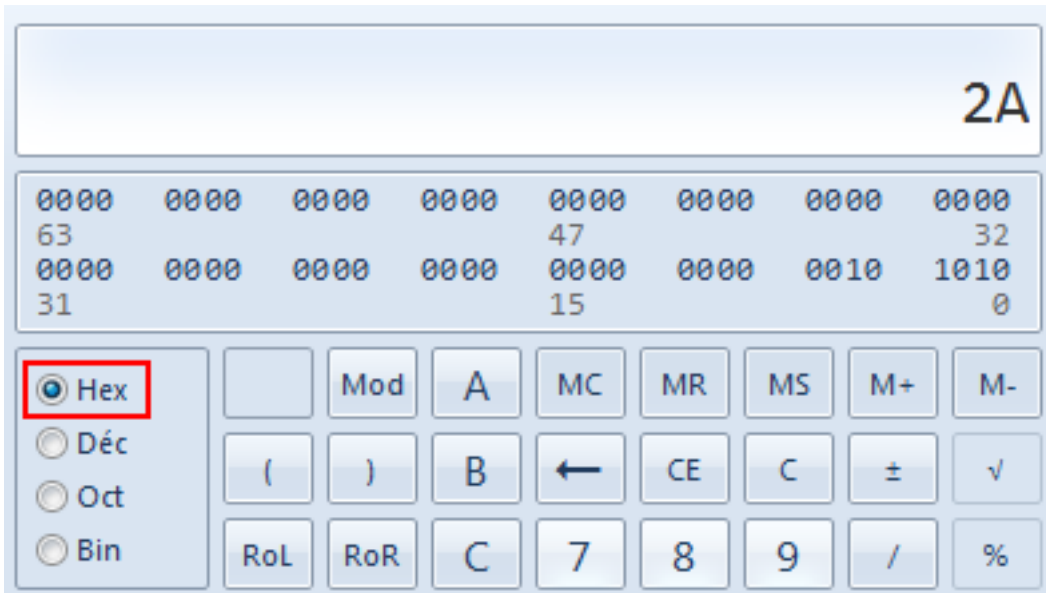 2A
0000 0000 0000 0000 0000 0000 0000 0000
63 47 32
0000 0000 0000 0000 0000 0000 0010 1010
31 15 0
Hex Mod A MC MR MS M+ M-
Déc
( ) B ← CE C ± √
Oct
Bin RoL RoR C 7 8 9 / %